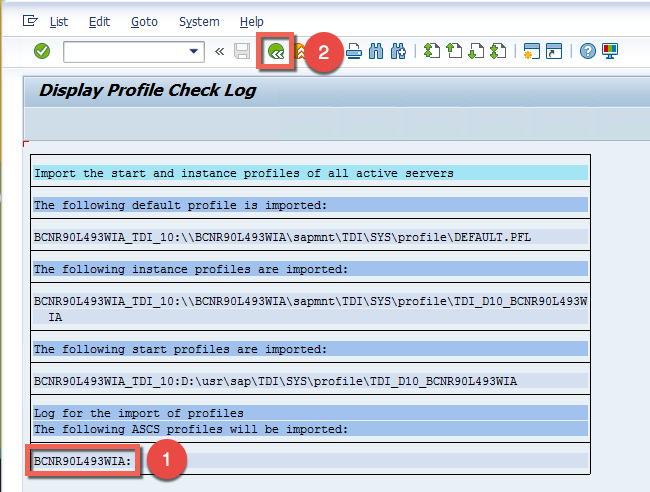 List Edit Goto System Help
2
Display Profile Check Log
Import the start and instance profiles of all active servers
The following default profile is imported:
BCNR90L493WIA_TDI_10:\\BCNR90L493WIA\sapmnt\TDI\SYS\profile\DEFAULT.PFL
The following instance profiles are imported:
BCNR90L493WIA_TDI_10:\\BCNR90L493WIA\sapmnt\TDI\SYS\profile\TDI_D10_BCNR90L493W
IA
The following start profiles are imported:
BCNR90L493WIA_TDI_10:D:\usr\sap\TDI\SYS\profile\TDI_D10_BCNR90L493WIA
Log for the import of profiles
The following ASCS profiles will be imported:
BCNR90L493WIA: 1